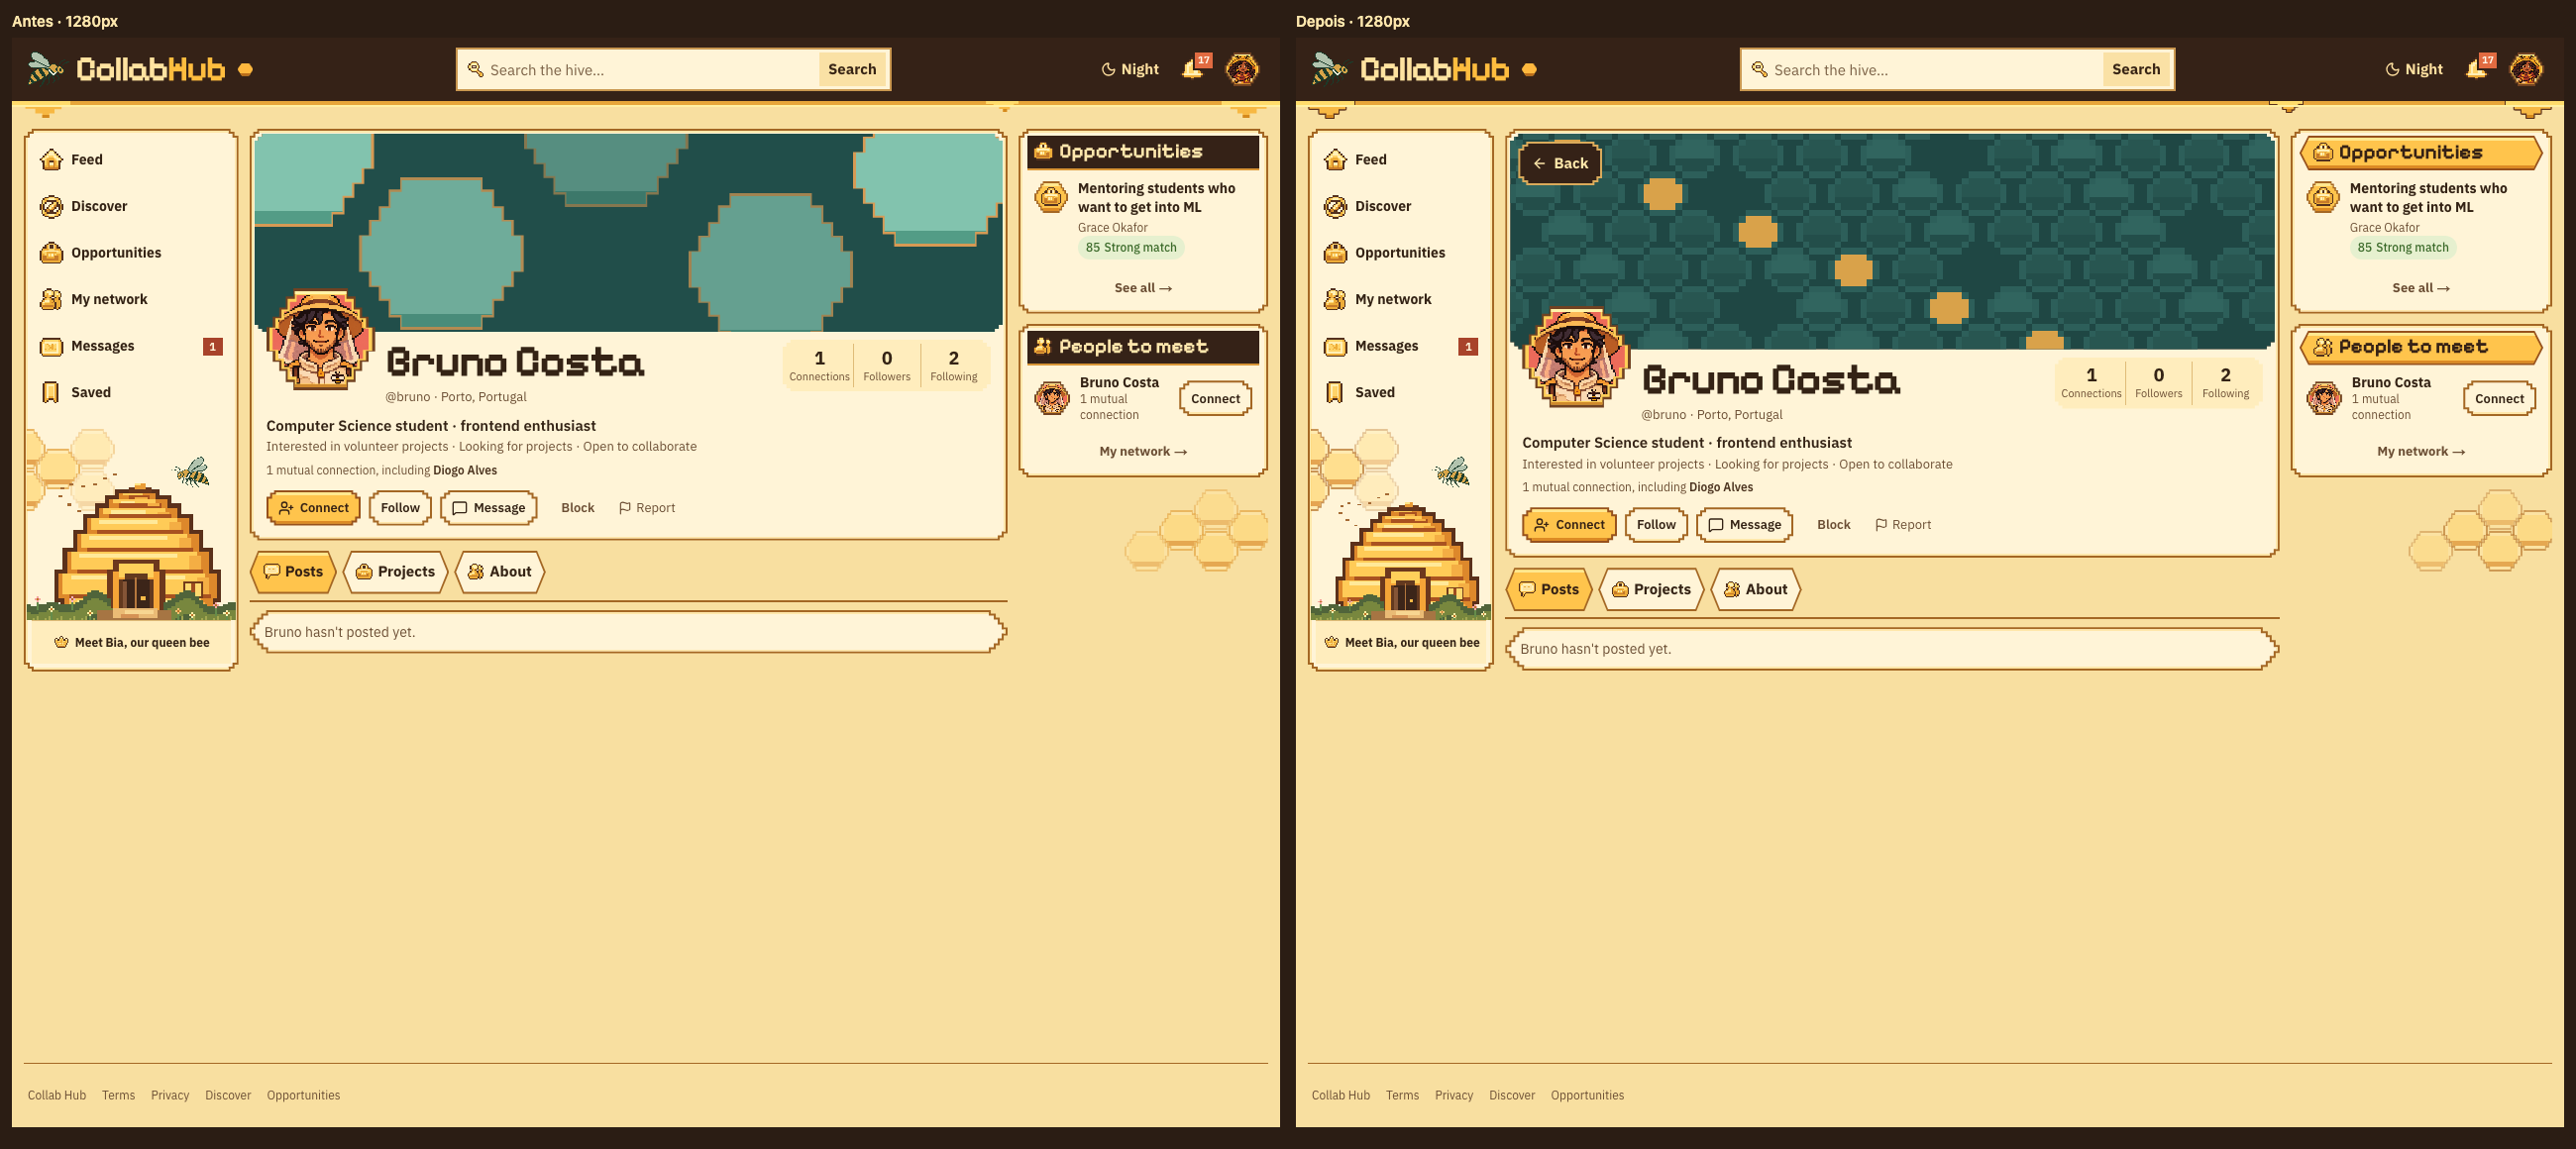 Antes · 1280px
CollabHub
Search the hive...
Search
Night
17
Feed
Discover
Opportunities
My network
Messages
1
Saved
Meet Bia, our queen bee
Bruno Costa
@bruno · Porto, Portugal
1
Connections
0
Followers
2
Following
Computer Science student · frontend enthusiast
Interested in volunteer projects · Looking for projects · Open to collaborate
1 mutual connection, including Diogo Alves
Connect
Follow
Message
Block
Report
Posts
Projects
About
Bruno hasn't posted yet.
Opportunities
Mentoring students who
want to get into ML
Grace Okafor
85 Strong match
See all →
People to meet
Bruno Costa
1 mutual
connection
Connect
My network →
Collab Hub
Terms
Privacy
Discover
Opportunities
Depois · 1280px
CollabHub
Search the hive...
Search
Night
17
Feed
Discover
Opportunities
My network
Messages
1
Saved
Meet Bia, our queen bee
← Back
Bruno Costa
@bruno · Porto, Portugal
1
Connections
0
Followers
2
Following
Computer Science student · frontend enthusiast
Interested in volunteer projects · Looking for projects · Open to collaborate
1 mutual connection, including Diogo Alves
Connect
Follow
Message
Block
Report
Posts
Projects
About
Bruno hasn't posted yet.
Opportunities
Mentoring students who
want to get into ML
Grace Okafor
85 Strong match
See all →
People to meet
Bruno Costa
1 mutual
connection
Connect
My network →
Collab Hub
Terms
Privacy
Discover
Opportunities